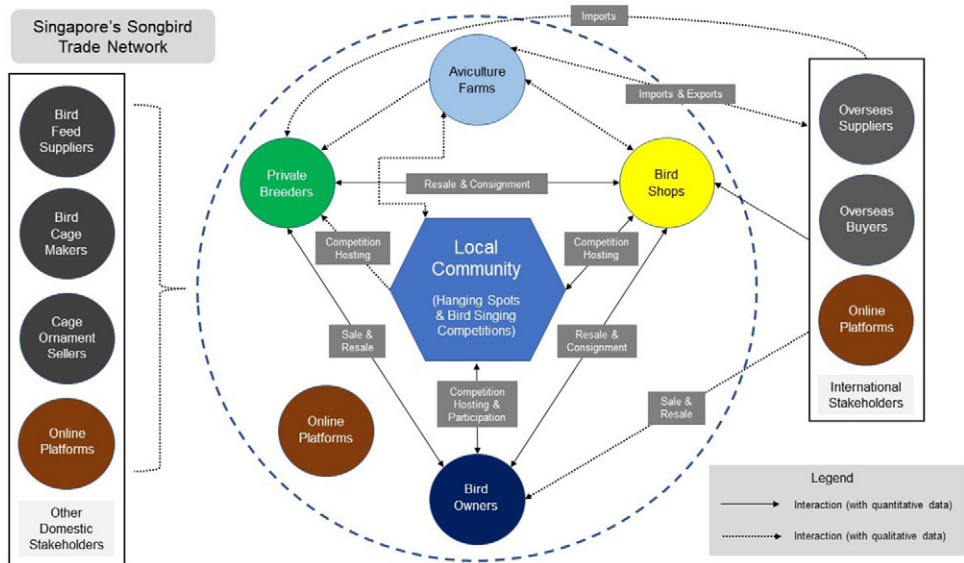 Singapore's Songbird
Trade Network
Bird
Feed
Suppliers
Bird
Cage
Makers
Cage
Ornament
Sellers
Online
Platforms
Other
Domestic
Stakeholders
Imports
Aviculture
Farms
Imports & Exports
Private
Breeders
Resale & Consignment
Bird
Shops
Competition
Hosting
Local
Community
(Hanging Spots
& Bird Singing
Competitions)
Competition
Hosting
Sale &
Resale
Resale &
Consignment
Competition
Hosting &
Participation
Online
Platforms
Bird
Owners
Sale &
Resale
Overseas
Suppliers
Overseas
Buyers
Online
Platforms
International
Stakeholders
Legend
Interaction (with quantitative data)
Interaction (with qualitative data)